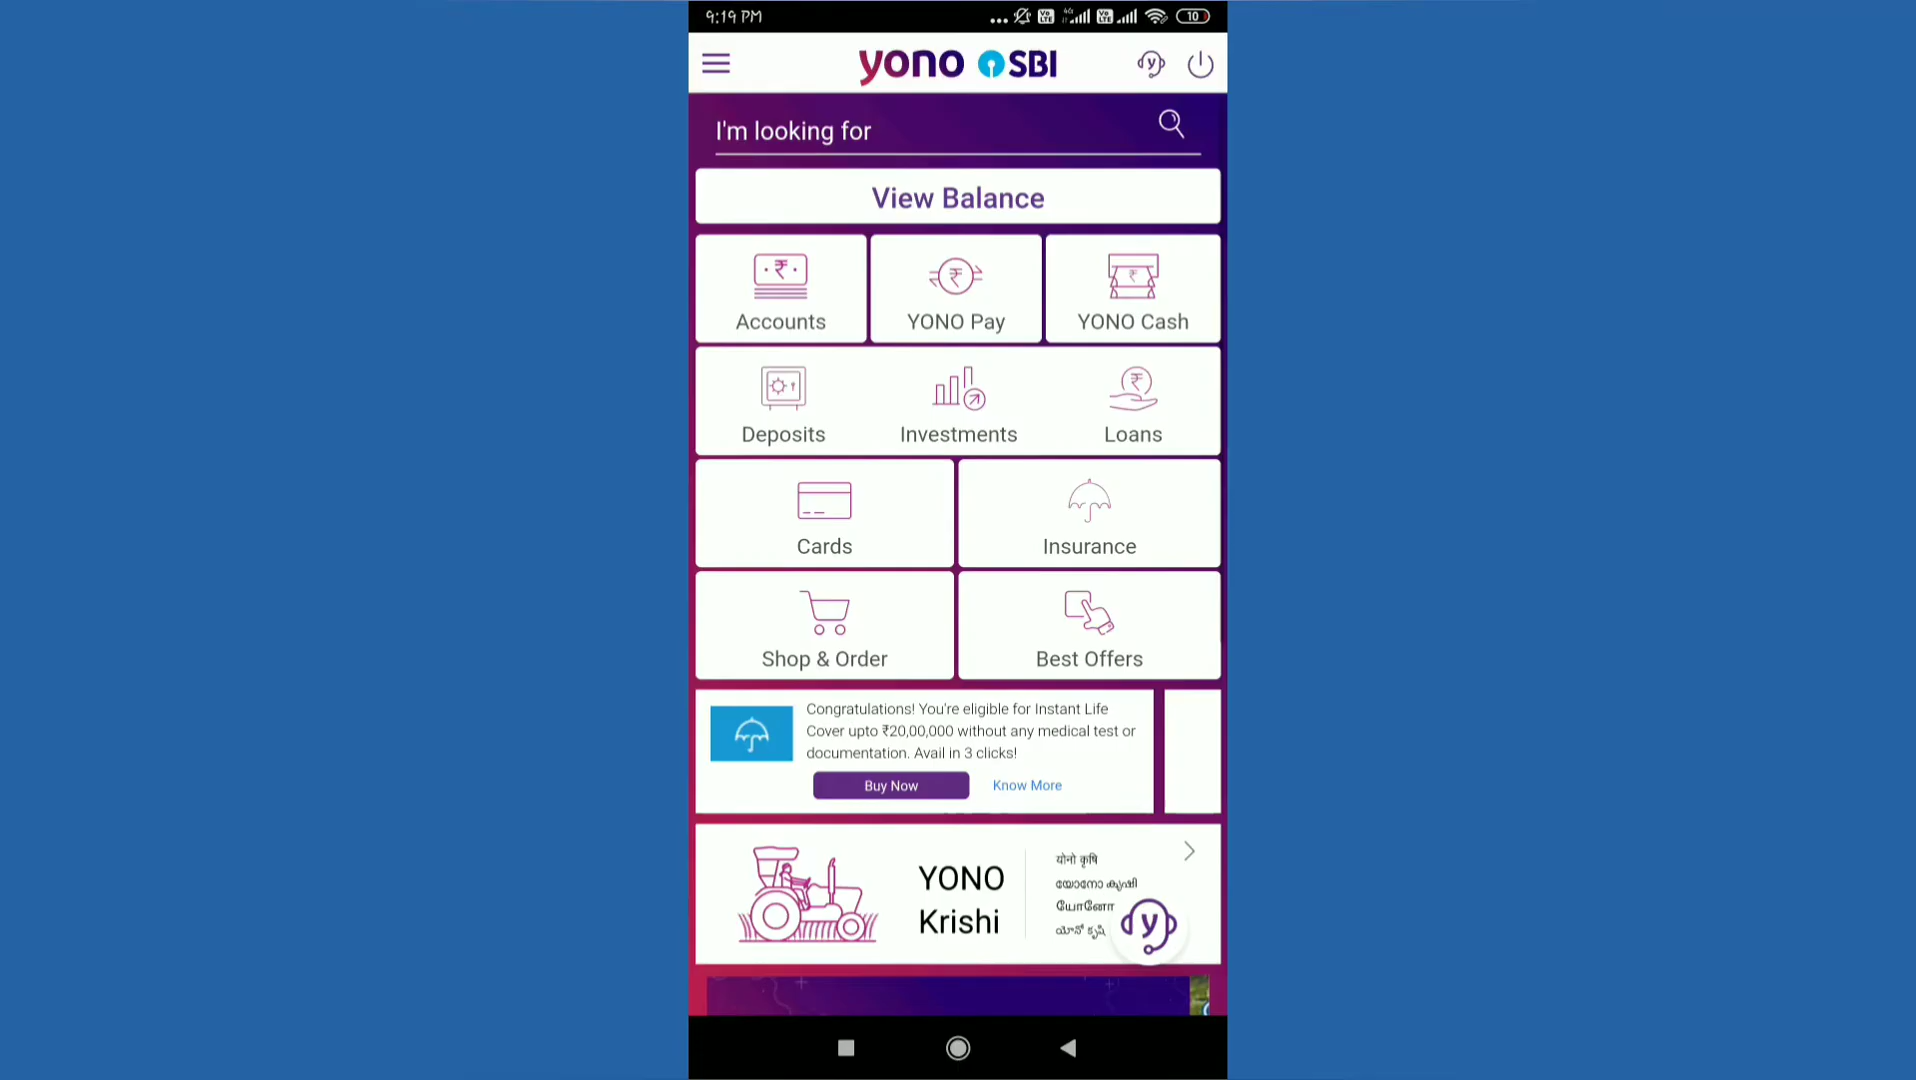 9:19 PM
10
yono SBI
I'm looking for
View Balance
Accounts
YONO Pay
YONO Cash
Deposits
Investments
Loans
Cards
Insurance
Shop & Order
Best Offers
Congratulations! You're eligible for Instant Life
Cover upto ₹20,00,000 without any medical test or
documentation. Avail in 3 clicks!
Buy Now
Know More
YONO
Krishi
योनो कृषि
യോനോ കൃഷി
யோனோ
యోనో కృషి